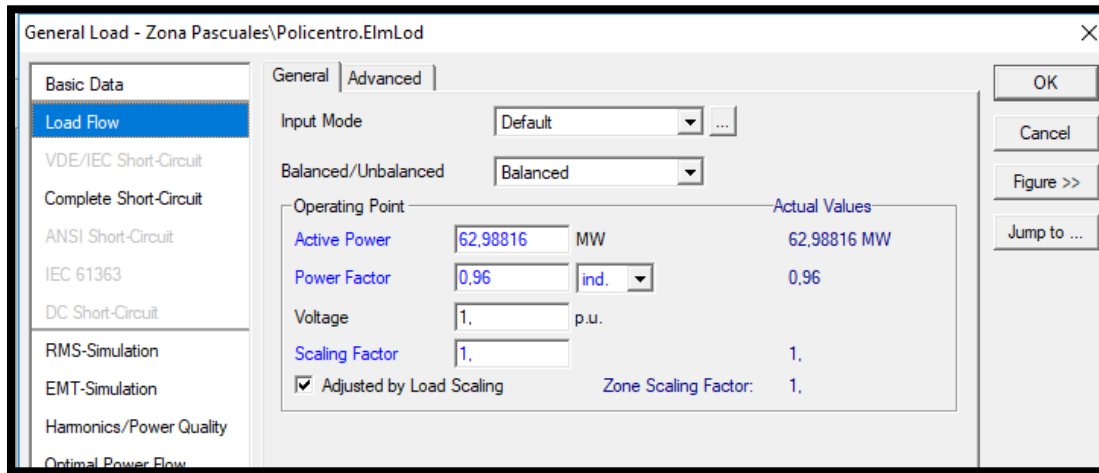 General Load - Zona Pascuales\Policentro.ElmLod
Basic Data
Load Flow
VDE/IEC Short-Circuit
Complete Short-Circuit
ANSI Short-Circuit
IEC 61363
DC Short-Circuit
RMS-Simulation
EMT-Simulation
Harmonics/Power Quality
Optimal Power Flow
General Advanced
Input Mode Default ...
Balanced/Unbalanced Balanced
Operating Point Actual Values
Active Power 62,98816 MW 62,98816 MW
Power Factor 0,96 ind. 0,96
Voltage 1, p.u.
Scaling Factor 1, 1,
Adjusted by Load Scaling Zone Scaling Factor: 1,
OK
Cancel
Figure >>
Jump to ...